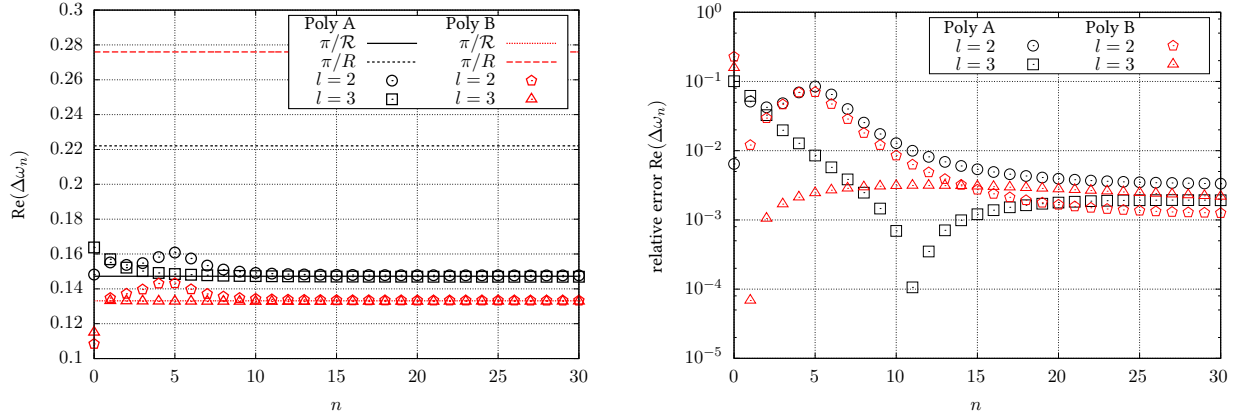 Re(Δω_n)
0.3
0.28
0.26
0.24
0.22
0.2
0.18
0.16
0.14
0.12
0.1
Poly A Poly B
π/ℛ π/ℛ
π/R π/R
l = 2 l = 2
l = 3 l = 3
0 5 10 15 20 25 30
n
relative error Re(Δω_n)
10^0
10^−1
10^−2
10^−3
10^−4
10^−5
Poly A Poly B
l = 2 l = 2
l = 3 l = 3
0 5 10 15 20 25 30
n